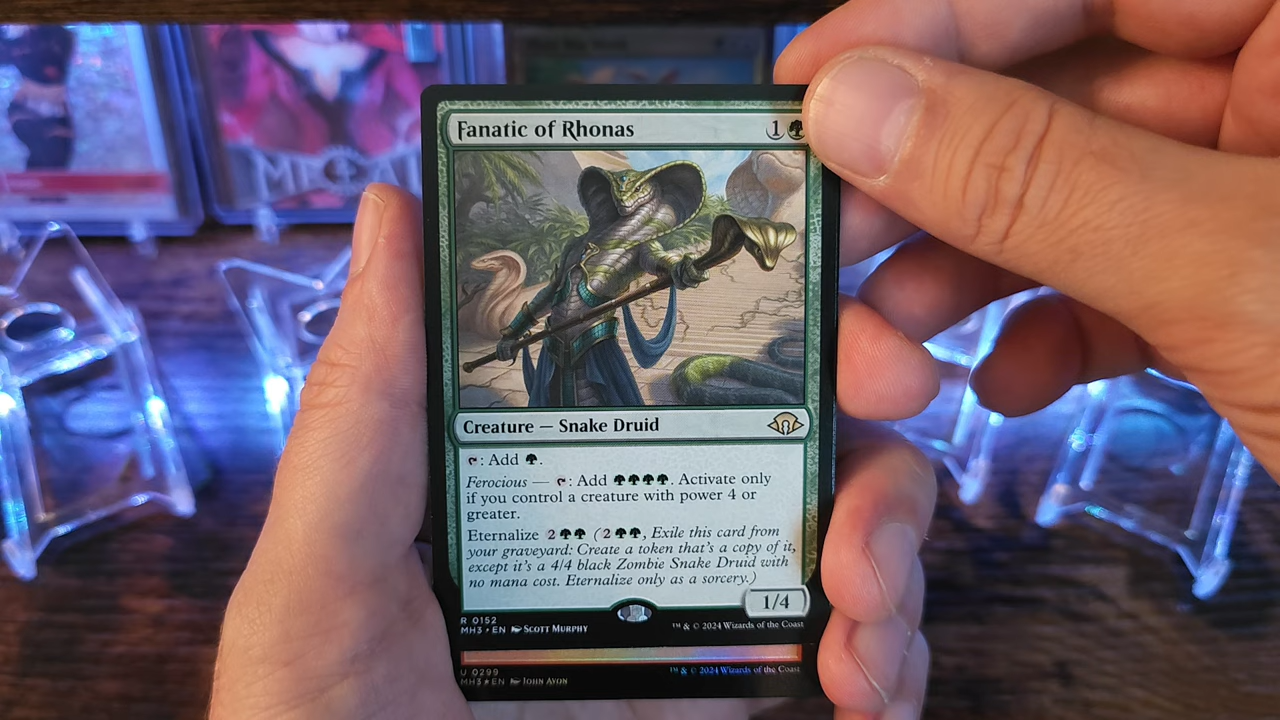 Fanatic of Rhonas
1
Creature — Snake Druid
: Add .
Ferocious — : Add . Activate only
if you control a creature with power 4 or
greater.
Eternalize 2 (2, Exile this card from
your graveyard: Create a token that's a copy of it,
except it's a 4/4 black Zombie Snake Druid with
no mana cost. Eternalize only as a sorcery.)
1/4
R 0152
MH3 • EN Scott Murphy
™ & © 2024 Wizards of the Coast
U 0299
MH3 ★ EN John Avon
™ & © 2024 Wizards of the Coast